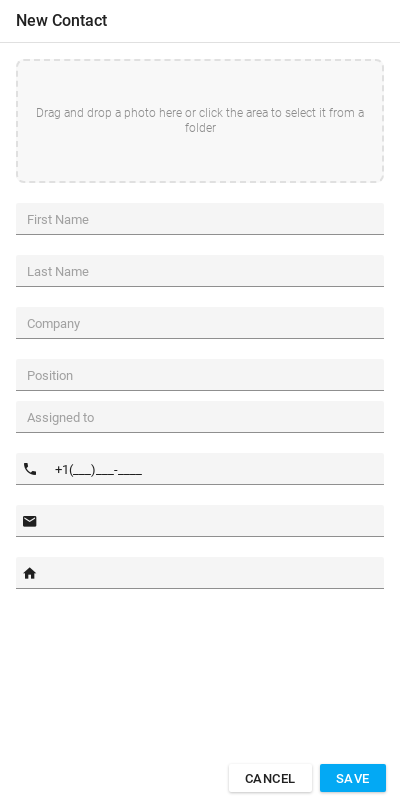 New Contact
Drag and drop a photo here or click the area to select it from a
folder
First Name
Last Name
Company
Position
Assigned to
+1(___)___-____
CANCEL
SAVE